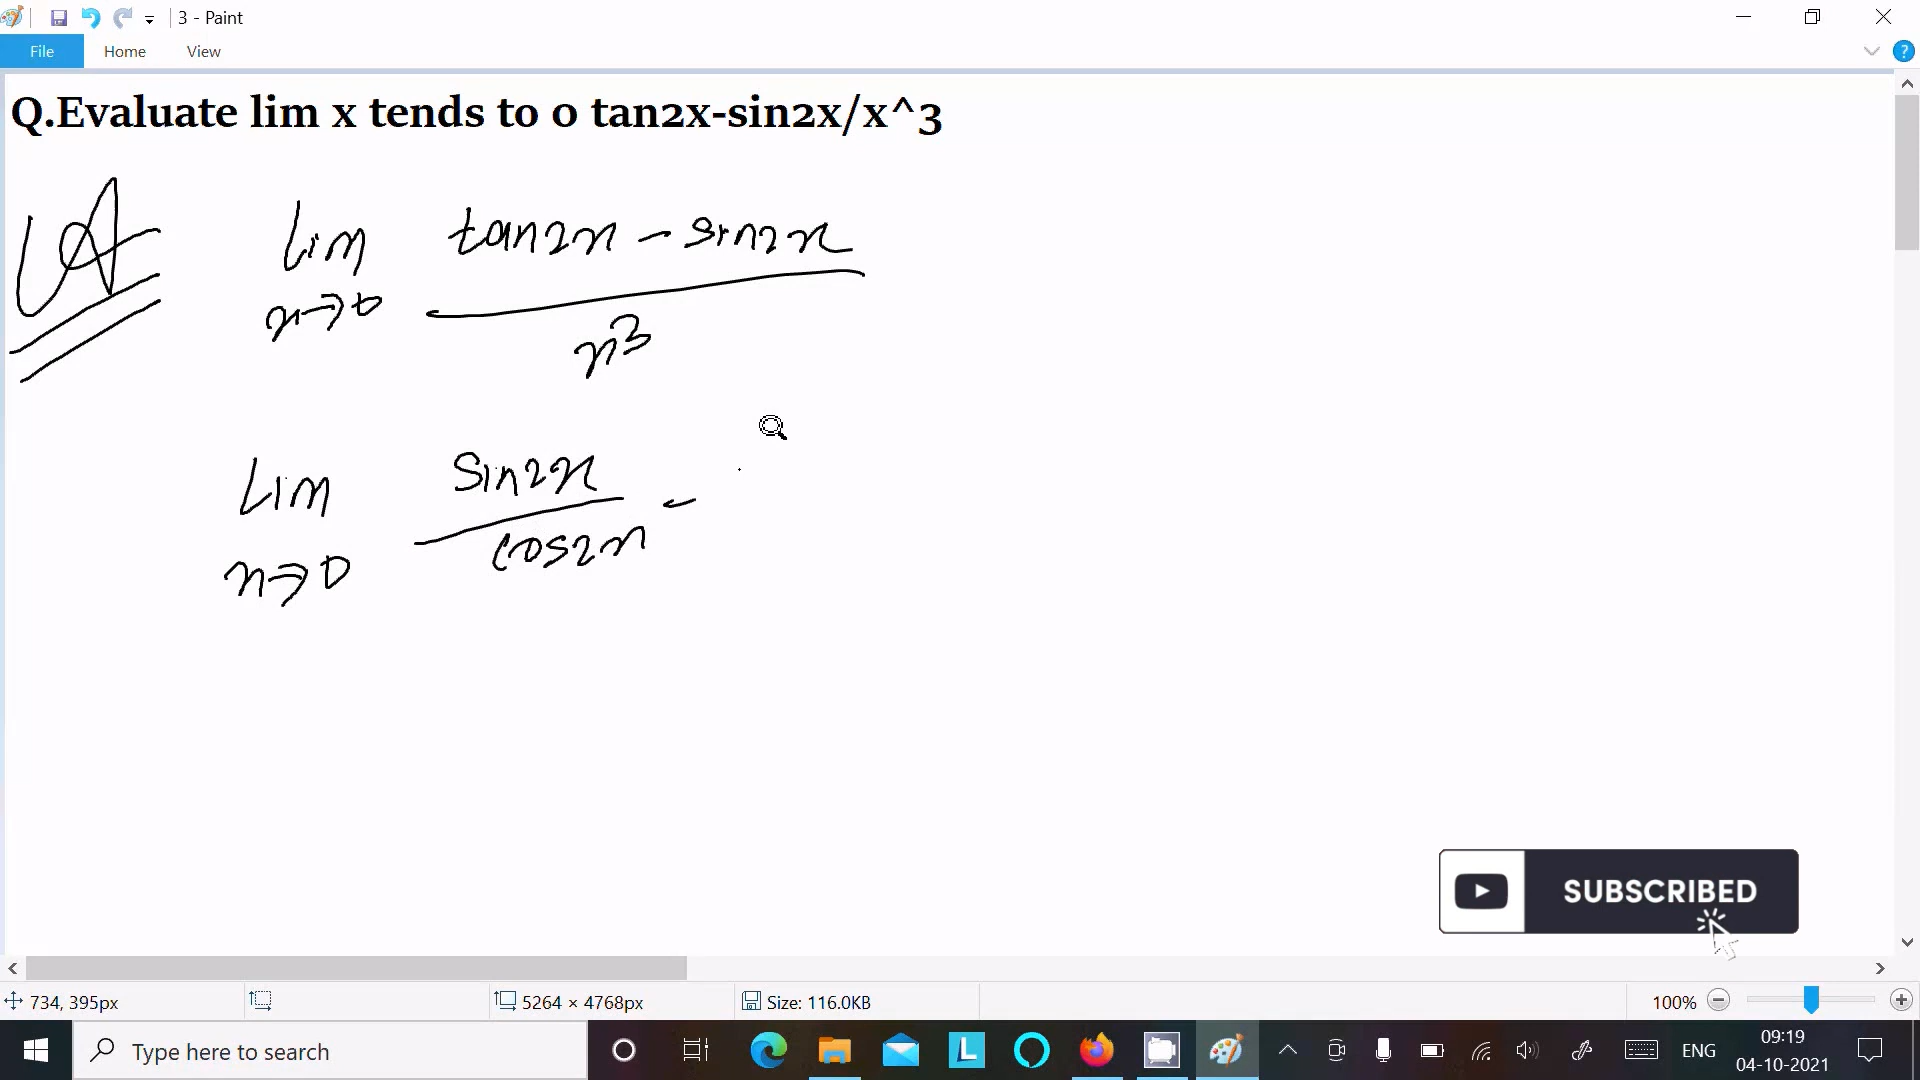 3 - Paint
File Home View
Q.Evaluate lim x tends to 0 tan2x-sin2x/x^3
Lim tan2x - sin2x
x→0 x^3
Lim sin2x -
x→0 cos2x
SUBSCRIBED
734, 395px 5264 × 4768px Size: 116.0KB 100%
Type here to search L ENG 09:19
04-10-2021